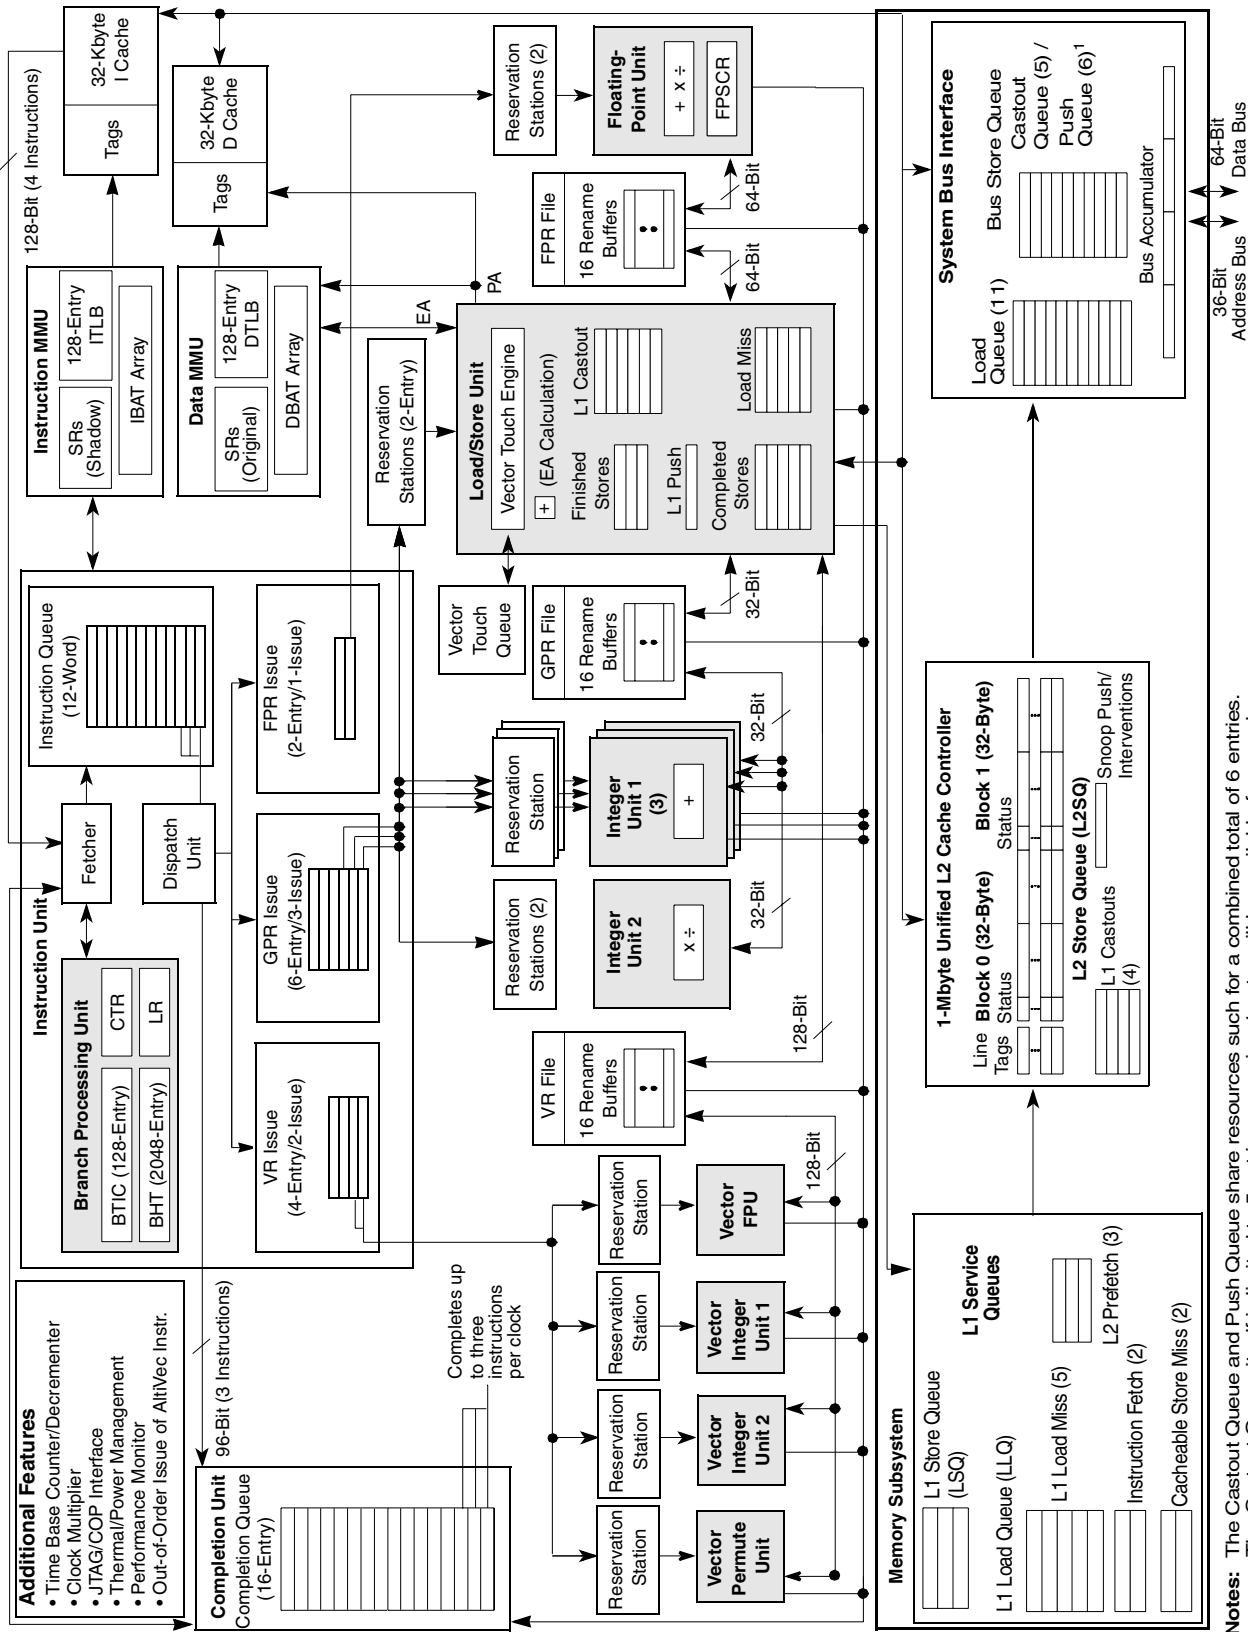 Additional Features
• Time Base Counter/Decrementer
• Clock Multiplier
• JTAG/COP Interface
• Thermal/Power Management
• Performance Monitor
• Out-of-Order Issue of AltiVec Instr.
96-Bit (3 Instructions)
Instruction Unit
Branch Processing Unit
BTIC (128-Entry)
CTR
BHT (2048-Entry)
LR
Fetcher
Dispatch
Unit
Instruction Queue
(12-Word)
VR Issue
(4-Entry/2-Issue)
GPR Issue
(6-Entry/3-Issue)
FPR Issue
(2-Entry/1-Issue)
Instruction MMU
SRs
(Shadow)
128-Entry
ITLB
IBAT Array
Data MMU
SRs
(Original)
128-Entry
DTLB
DBAT Array
128-Bit (4 Instructions)
Tags
32-Kbyte
I Cache
Tags
32-Kbyte
D Cache
EA
PA
Completion Unit
Completion Queue
(16-Entry)
Completes up
to three
instructions
per clock
Reservation
Station
Reservation
Station
Reservation
Station
Reservation
Station
Vector
Permute
Unit
Vector
Integer
Unit 2
Vector
Integer
Unit 1
Vector
FPU
128-Bit
VR File
16 Rename
Buffers
128-Bit
Reservation
Stations (2)
Integer
Unit 2
x ÷
32-Bit
Reservation
Station
Integer
Unit 1
(3)
+
32-Bit
GPR File
16 Rename
Buffers
32-Bit
Vector
Touch
Queue
Reservation
Stations (2-Entry)
Load/Store Unit
Vector Touch Engine
+
(EA Calculation)
Finished
Stores
L1 Castout
L1 Push
Completed
Stores
Load Miss
64-Bit
FPR File
16 Rename
Buffers
64-Bit
Reservation
Stations (2)
Floating-
Point Unit
+ x ÷
FPSCR
Memory Subsystem
L1 Store Queue
(LSQ)
L1 Service
Queues
L1 Load Queue (LLQ)
L1 Load Miss (5)
L2 Prefetch (3)
Instruction Fetch (2)
Cacheable Store Miss (2)
1-Mbyte Unified L2 Cache Controller
Line
Tags
Block 0 (32-Byte)
Status
Block 1 (32-Byte)
Status
L2 Store Queue (L2SQ)
L1 Castouts
(4)
Snoop Push/
Interventions
System Bus Interface
Load
Queue (11)
Bus Store Queue
Castout
Queue (5) /
Push
Queue (6)1
Bus Accumulator
36-Bit
Address Bus
64-Bit
Data Bus
Notes: The Castout Queue and Push Queue share resources such for a combined total of 6 entries.